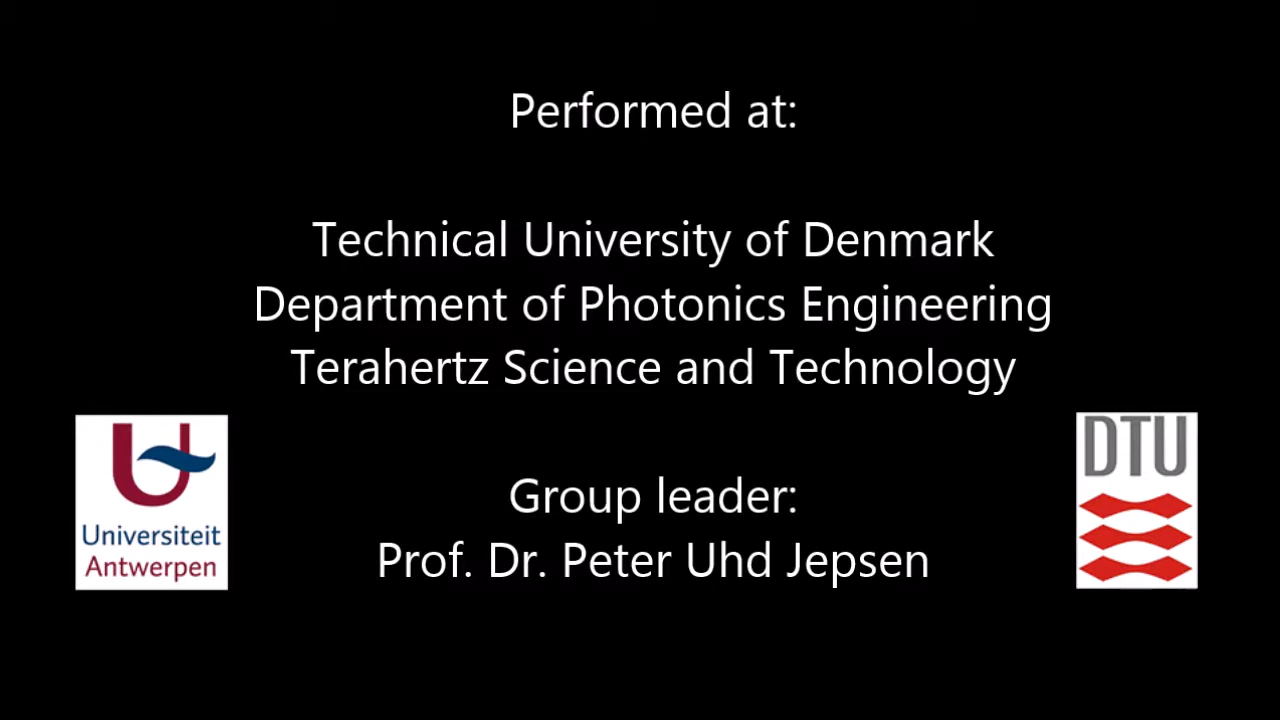 Performed at:
Technical University of Denmark
Department of Photonics Engineering
Terahertz Science and Technology
Group leader:
Prof. Dr. Peter Uhd Jepsen
Universiteit
Antwerpen
DTU